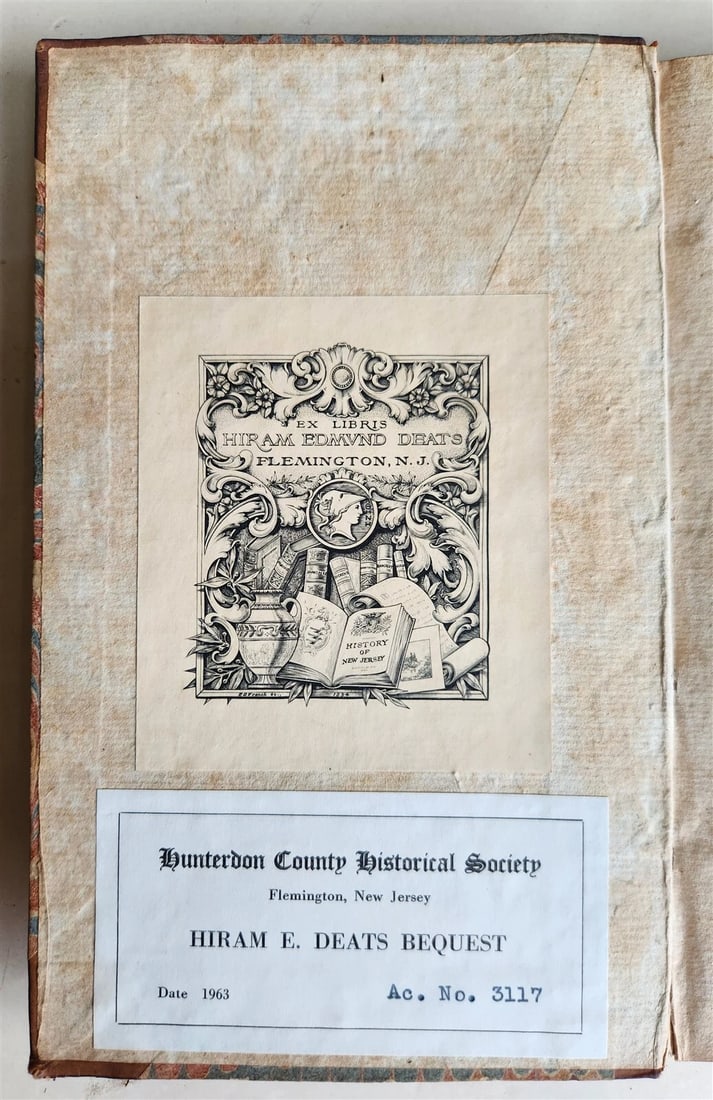 EX LIBRIS
HIRAM EDMVND DEATS
FLEMINGTON, N. J.
HISTORY
OF
NEW JERSEY
Hunterdon County Historical Society
Flemington, New Jersey
HIRAM E. DEATS BEQUEST
Date 1963 Ac. No. 3117